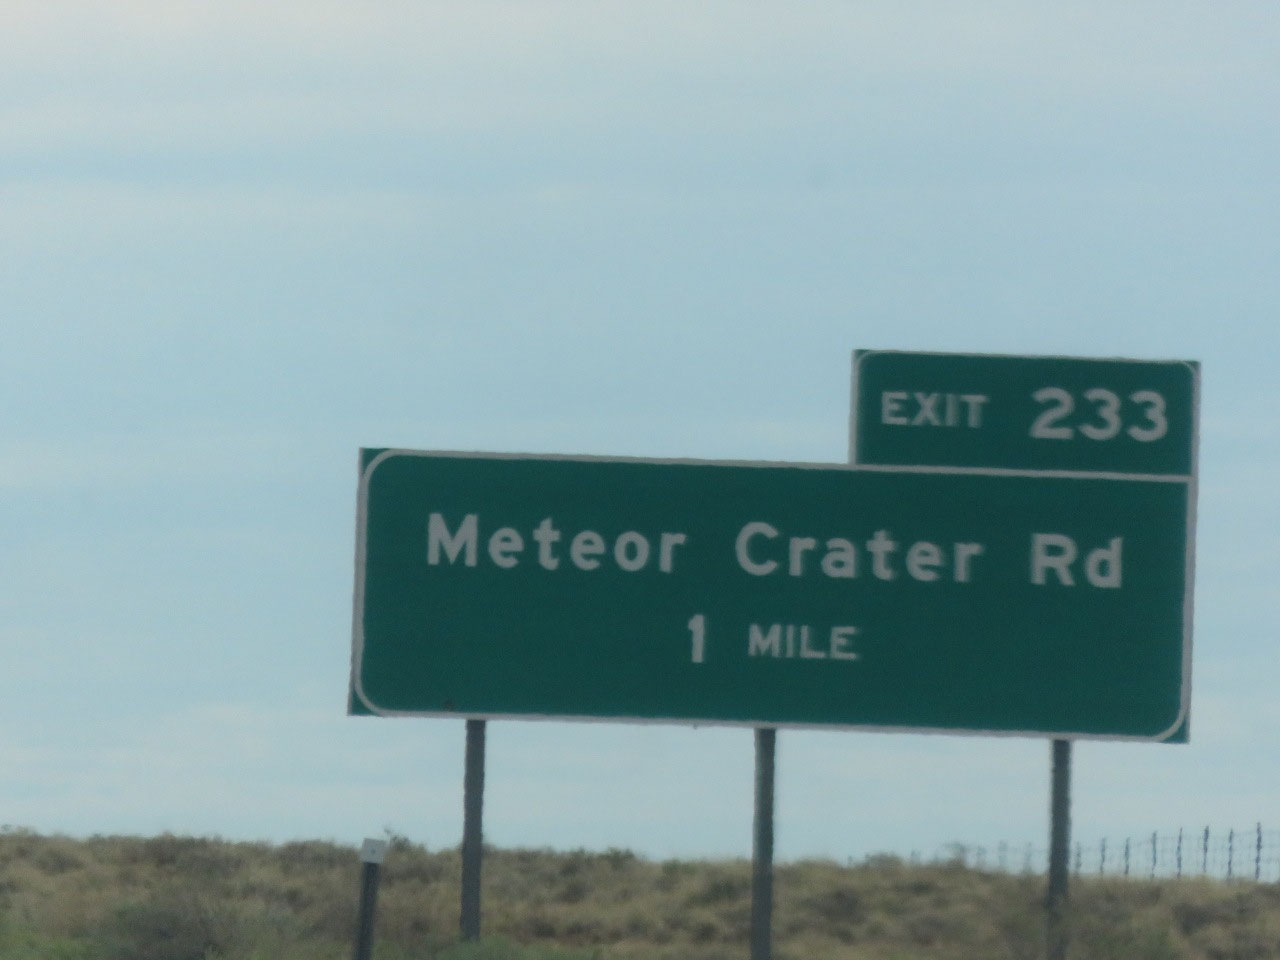 EXIT 233
Meteor Crater Rd
1 MILE